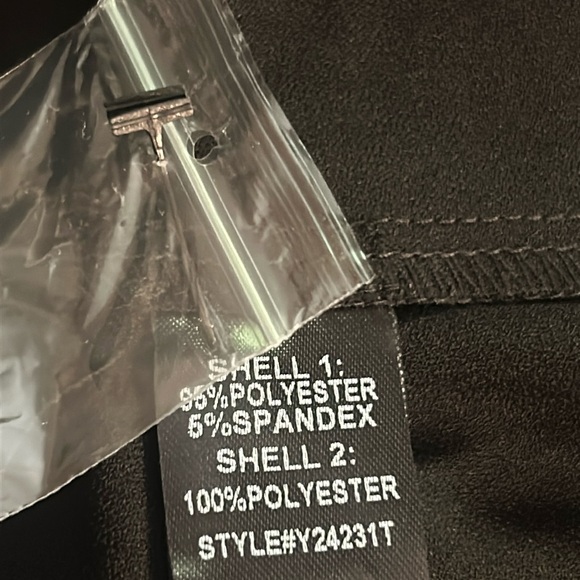 SHELL 1:
95%POLYESTER
5%SPANDEX
SHELL 2:
100%POLYESTER
STYLE#Y24231T